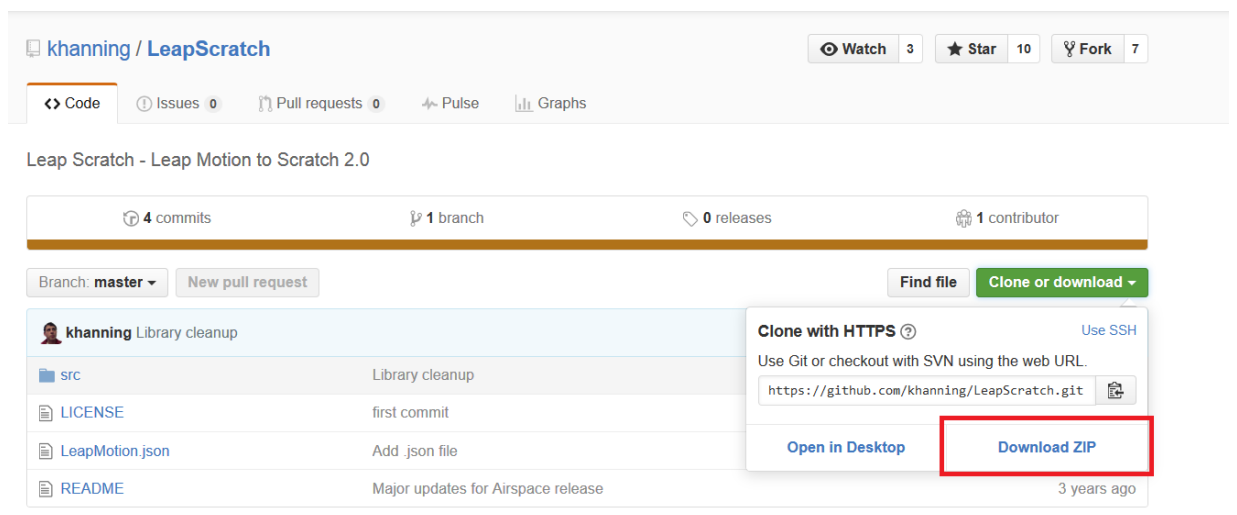 khanning / LeapScratch
Watch 3 Star 10 Fork 7
Code Issues 0 Pull requests 0 Pulse Graphs
Leap Scratch - Leap Motion to Scratch 2.0
4 commits 1 branch 0 releases 1 contributor
Branch: master New pull request Find file Clone or download
khanning Library cleanup
Clone with HTTPS ? Use SSH
Use Git or checkout with SVN using the web URL.
https://github.com/khanning/LeapScratch.git
Open in Desktop Download ZIP
src Library cleanup
LICENSE first commit
LeapMotion.json Add .json file
README Major updates for Airspace release 3 years ago